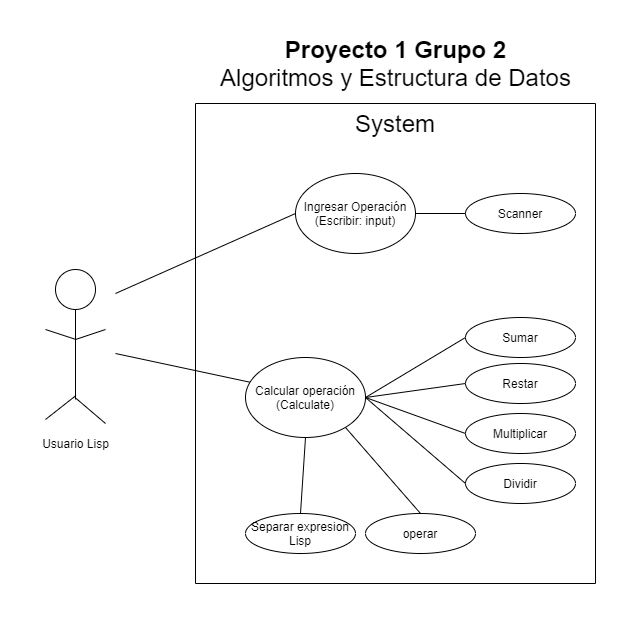 Proyecto 1 Grupo 2
Algoritmos y Estructura de Datos
System
Ingresar Operación
(Escribir: input)
Scanner
Sumar
Restar
Calcular operación
(Calculate)
Multiplicar
Usuario Lisp
Dividir
Separar expresion
Lisp
operar